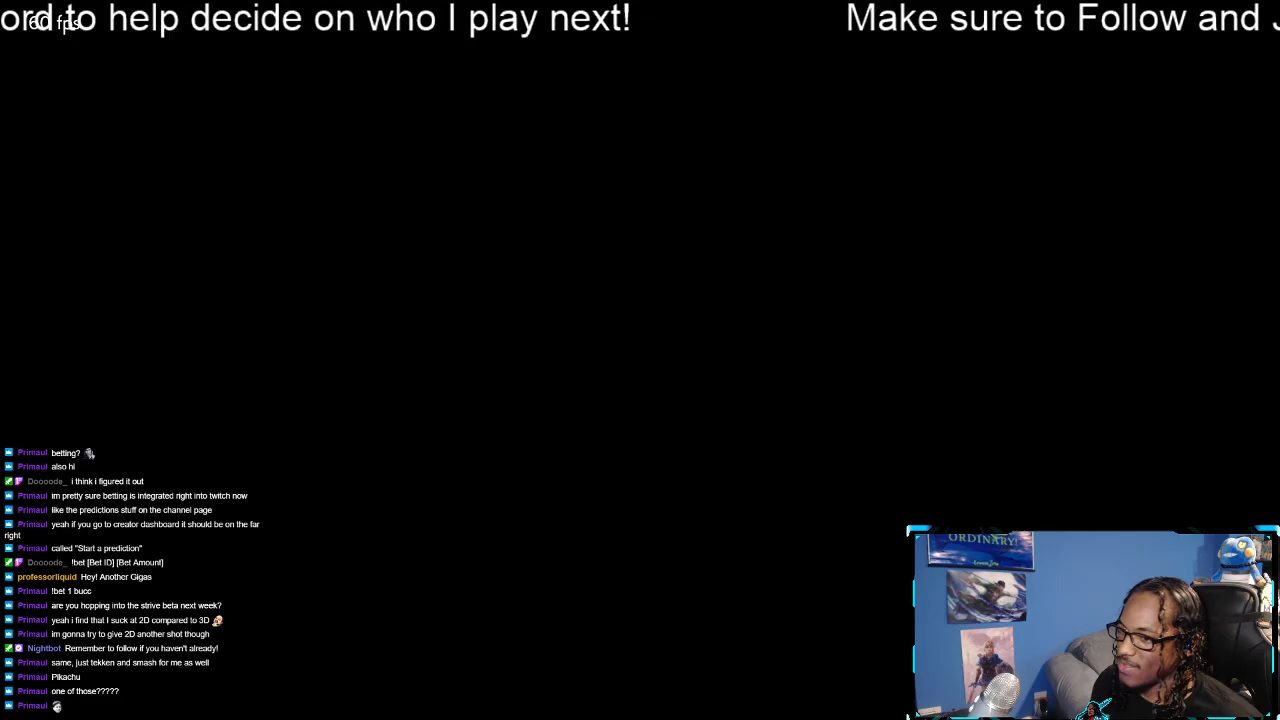 ord to help decide on who I play next! Make sure to Follow and J
60 fps
Primaul betting?
Primaul also hi
Doooode_ i think i figured it out
Primaul im pretty sure betting is integrated right into twitch now
Primaul like the predictions stuff on the channel page
Primaul yeah if you go to creator dashboard it should be on the far
right
Primaul called "Start a prediction"
Doooode_ !bet [Bet ID] [Bet Amount]
professorliquid Hey! Another Gigas
Primaul !bet 1 bucc
Primaul are you hopping into the strive beta next week?
Primaul yeah i find that I suck at 2D compared to 3D
Primaul im gonna try to give 2D another shot though
Nightbot Remember to follow if you haven't already!
Primaul same, just tekken and smash for me as well
Primaul Pikachu
Primaul one of those?????
Primaul
ORDINARY!